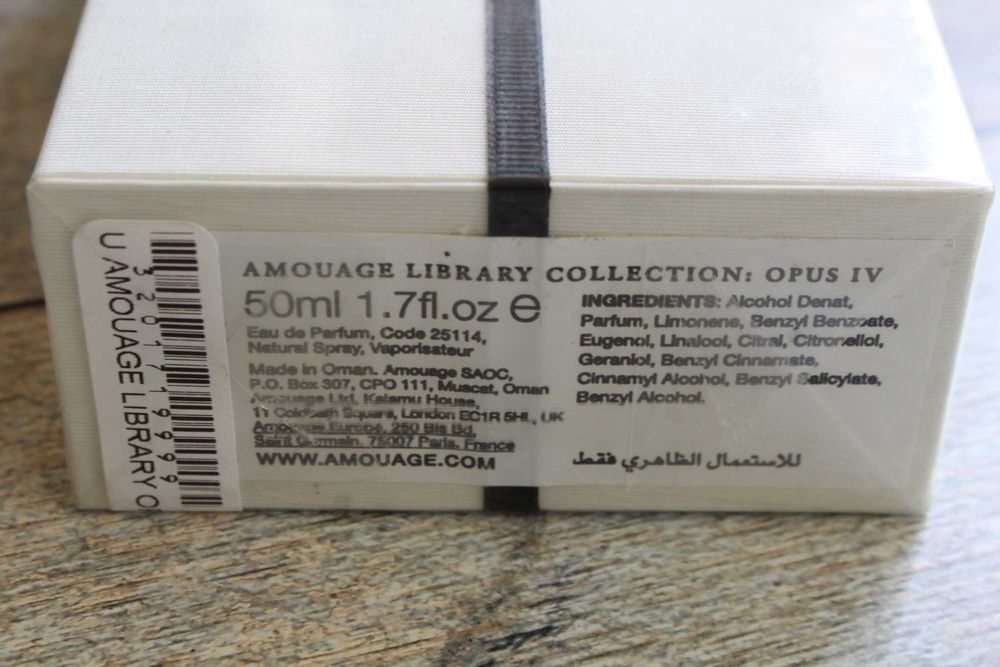 U AMOUAGE LIBRARY O
3201719999
AMOUAGE LIBRARY COLLECTION: OPUS IV
50ml 1.7fl.oz e
Eau de Parfum, Code 25114,
Natural Spray, Vaporisateur
Made in Oman. Amouage SAOC,
P.O. Box 307, CPO 111, Muscat, Oman
Amouage Ltd, Kalamu House,
11 Coldbath Square, London EC1R 5HL, UK
Amouage Europe, 250 Bis Bd.
Saint Germain, 75007 Paris, France
WWW.AMOUAGE.COM
INGREDIENTS: Alcohol Denat,
Parfum, Limonene, Benzyl Benzoate,
Eugenol, Linalool, Citral, Citronellol,
Geraniol, Benzyl Cinnamate,
Cinnamyl Alcohol, Benzyl Salicylate,
Benzyl Alcohol.
للاستعمال الظاهري فقط